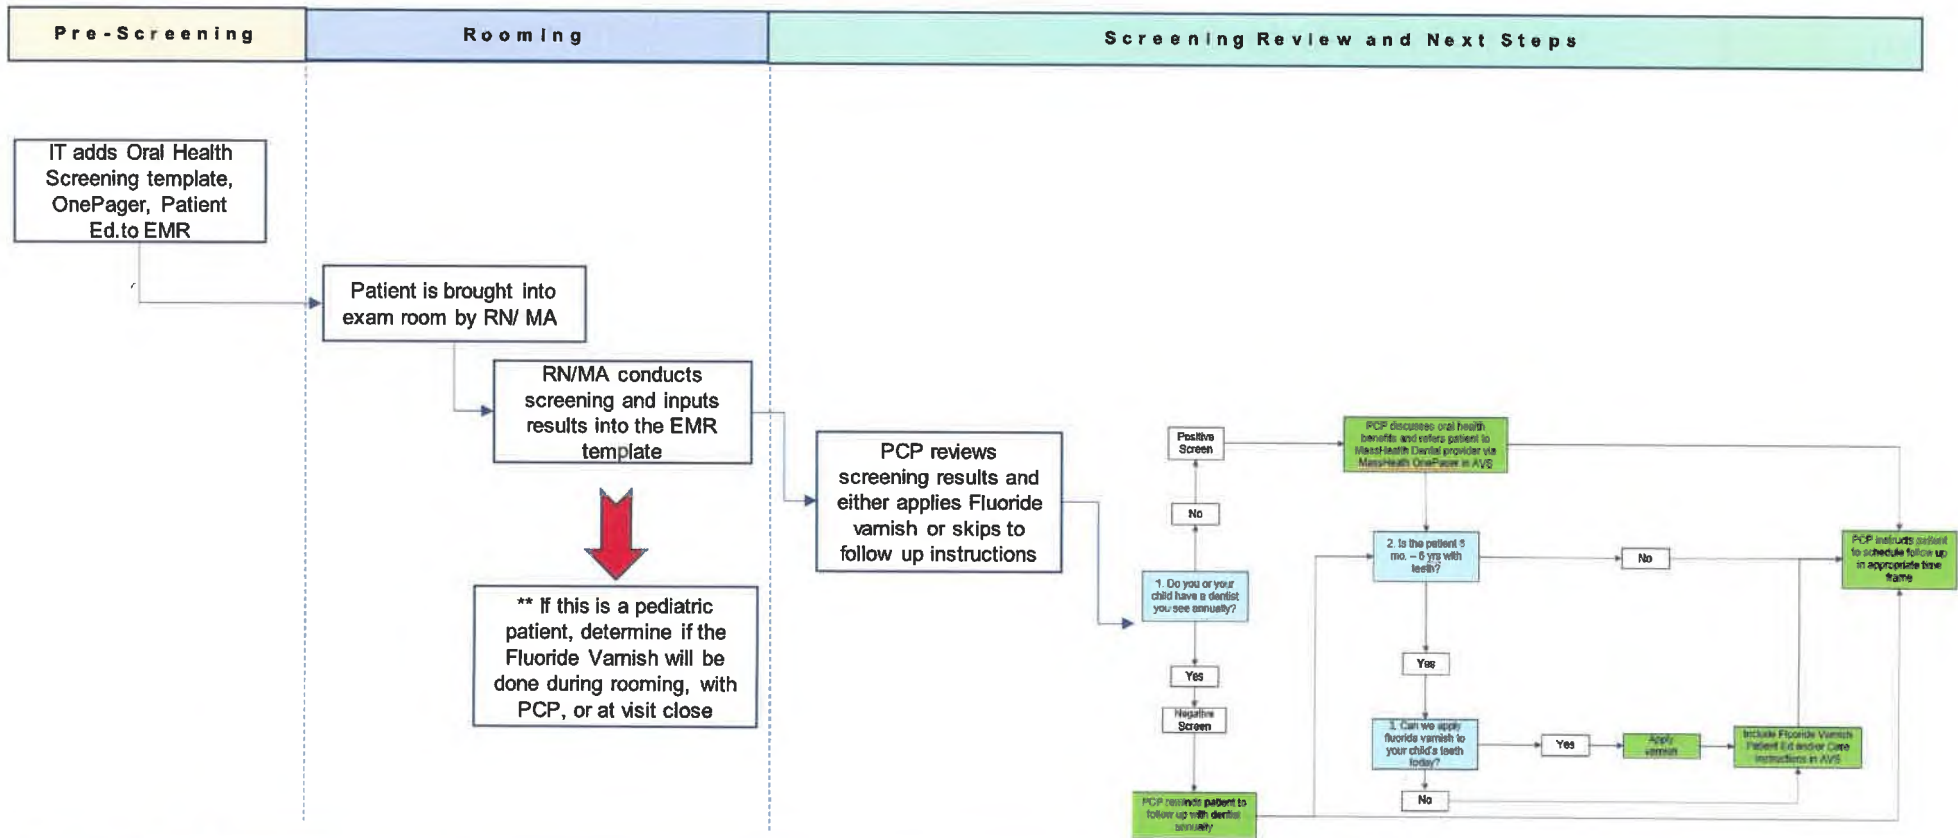 Pre-Screening
Rooming
Screening Review and Next Steps
IT adds Oral Health
Screening template,
OnePager, Patient
Ed.to EMR
Patient is brought into
exam room by RN/ MA
RN/MA conducts
screening and inputs
results into the EMR
template
** If this is a pediatric
patient, determine if the
Fluoride Varnish will be
done during rooming, with
PCP, or at visit close
PCP reviews
screening results and
either applies Fluoride
varnish or skips to
follow up instructions
Positive
Screen
No
1. Do you or your
child have a dentist
you see annually?
Yes
Negative
Screen
PCP reminds patient to
follow up with dentist
annually
PCP discusses oral health
benefits and refers patient to
MassHealth Dental provider via
MassHealth OnePager in AVS
2. Is the patient 6
mo. – 6 yrs with
teeth?
No
Yes
3. Can we apply
fluoride varnish to
your child's teeth
today?
Yes
Apply
varnish
Include Fluoride Varnish
Patient Ed and/or Care
Instructions in AVS
No
PCP instructs patient
to schedule follow up
in appropriate time
frame